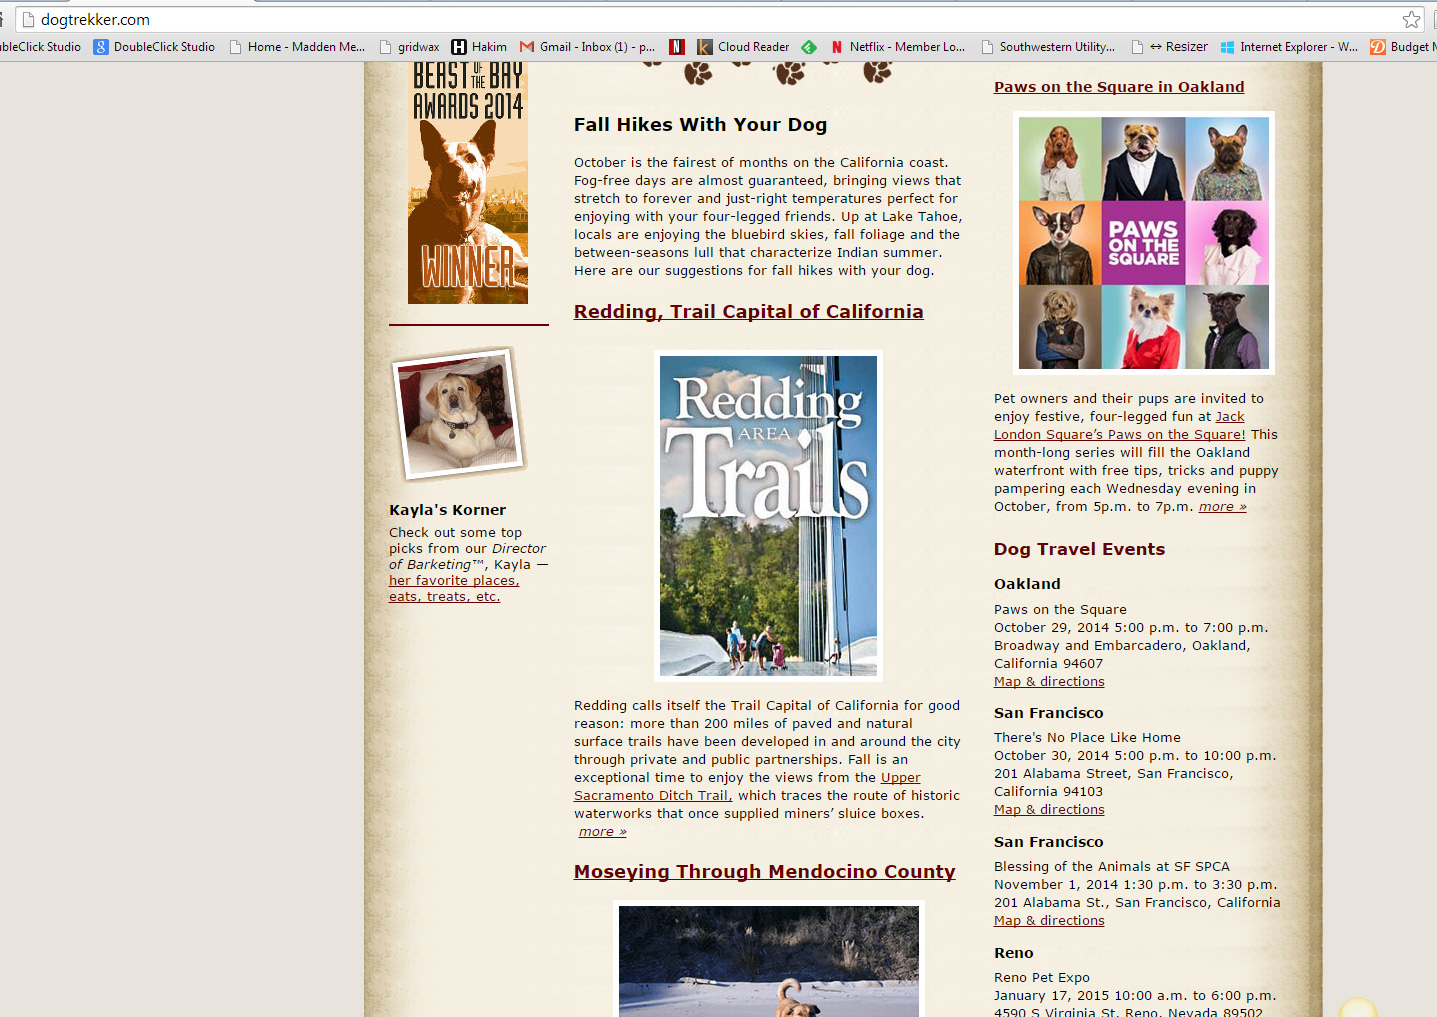 dogtrekker.com
bleClick Studio
DoubleClick Studio
Home - Madden Me...
gridwax
Hakim
Gmail - Inbox (1) - p...
Cloud Reader
Netflix - Member Lo...
Southwestern Utility...
↔ Resizer
Internet Explorer - W...
Budget M
BEAST OF THE BAY
AWARDS 2014
WINNER
Kayla's Korner
Check out some top
picks from our Director
of Barketing™, Kayla —
her favorite places,
eats, treats, etc.
Fall Hikes With Your Dog
October is the fairest of months on the California coast.
Fog-free days are almost guaranteed, bringing views that
stretch to forever and just-right temperatures perfect for
enjoying with your four-legged friends. Up at Lake Tahoe,
locals are enjoying the bluebird skies, fall foliage and the
between-seasons lull that characterize Indian summer.
Here are our suggestions for fall hikes with your dog.
Redding, Trail Capital of California
Redding
AREA
Trails
Redding calls itself the Trail Capital of California for good
reason: more than 200 miles of paved and natural
surface trails have been developed in and around the city
through private and public partnerships. Fall is an
exceptional time to enjoy the views from the Upper
Sacramento Ditch Trail, which traces the route of historic
waterworks that once supplied miners’ sluice boxes.
more »
Moseying Through Mendocino County
Paws on the Square in Oakland
PAWS
ON THE
SQUARE
Pet owners and their pups are invited to
enjoy festive, four-legged fun at Jack
London Square’s Paws on the Square! This
month-long series will fill the Oakland
waterfront with free tips, tricks and puppy
pampering each Wednesday evening in
October, from 5p.m. to 7p.m. more »
Dog Travel Events
Oakland
Paws on the Square
October 29, 2014 5:00 p.m. to 7:00 p.m.
Broadway and Embarcadero, Oakland,
California 94607
Map & directions
San Francisco
There's No Place Like Home
October 30, 2014 5:00 p.m. to 10:00 p.m.
201 Alabama Street, San Francisco,
California 94103
Map & directions
San Francisco
Blessing of the Animals at SF SPCA
November 1, 2014 1:30 p.m. to 3:30 p.m.
201 Alabama St., San Francisco, California
Map & directions
Reno
Reno Pet Expo
January 17, 2015 10:00 a.m. to 6:00 p.m.
4590 S Virginia St, Reno, Nevada 89502